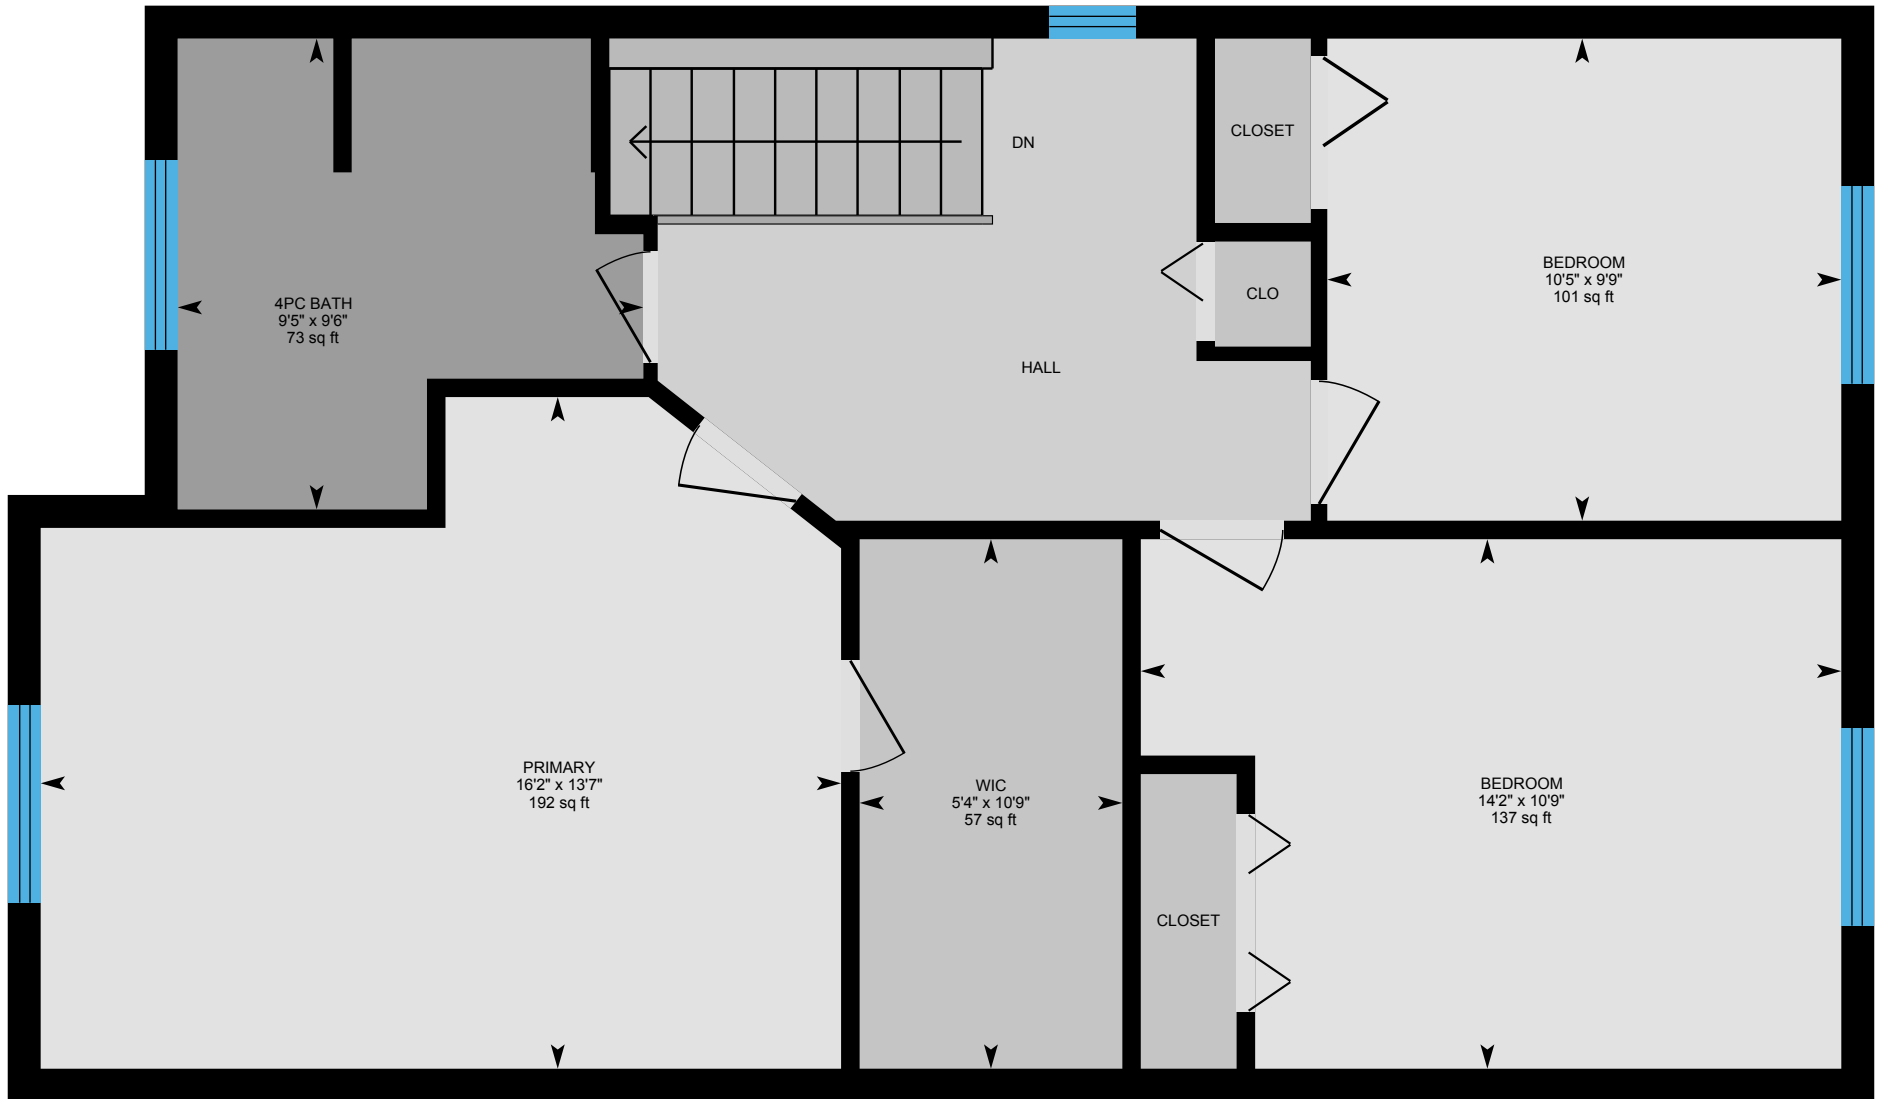 CLOSET
DN
BEDROOM
10'5" x 9'9"
101 sq ft
CLO
4PC BATH
9'5" x 9'6"
73 sq ft
HALL
PRIMARY
16'2" x 13'7"
192 sq ft
WIC
5'4" x 10'9"
57 sq ft
BEDROOM
14'2" x 10'9"
137 sq ft
CLOSET